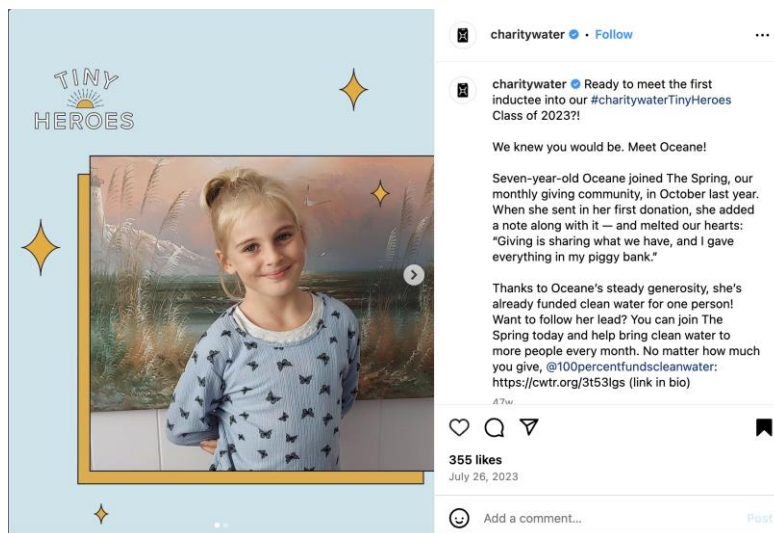 TINY
HEROES
charitywater • Follow
charitywater Ready to meet the first
inductee into our #charitywaterTinyHeroes
Class of 2023?!
We knew you would be. Meet Oceane!
Seven-year-old Oceane joined The Spring, our
monthly giving community, in October last year.
When she sent in her first donation, she added
a note along with it — and melted our hearts:
“Giving is sharing what we have, and I gave
everything in my piggy bank.”
Thanks to Oceane’s steady generosity, she’s
already funded clean water for one person!
Want to follow her lead? You can join The
Spring today and help bring clean water to
more people every month. No matter how much
you give, @100percentfundscleanwater:
https://cwtr.org/3t53lgs (link in bio)
47w
355 likes
July 26, 2023
Add a comment...
Post